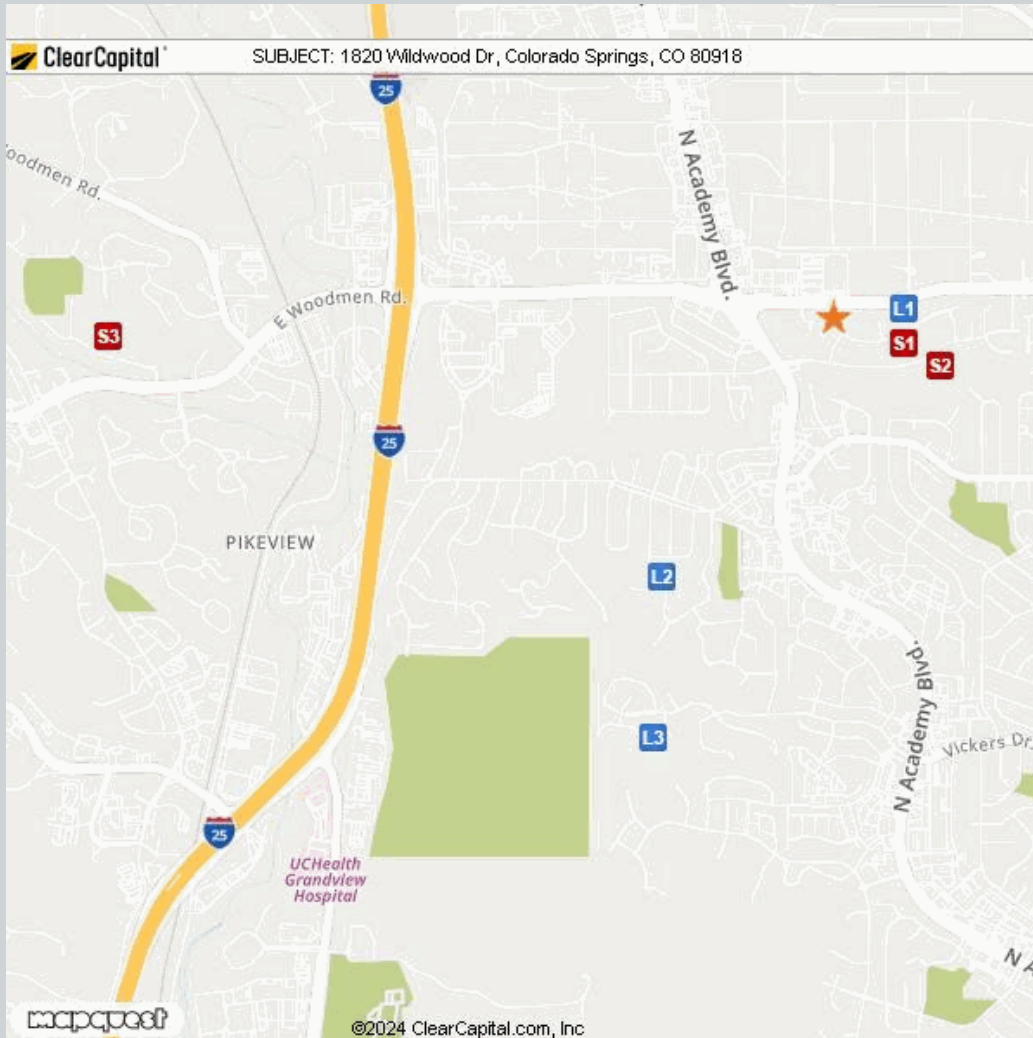 ClearCapital
SUBJECT: 1820 Wildwood Dr, Colorado Springs, CO 80918
25
N Academy Blvd.
oodmen Rd.
E Woodmen Rd.
L1
S3
S1
S2
25
PIKEVIEW
L2
N Academy Blvd.
L3
Vickers Dr.
25
UCHealth
Grandview
Hospital
N A
mapquest
©2024 ClearCapital.com, Inc